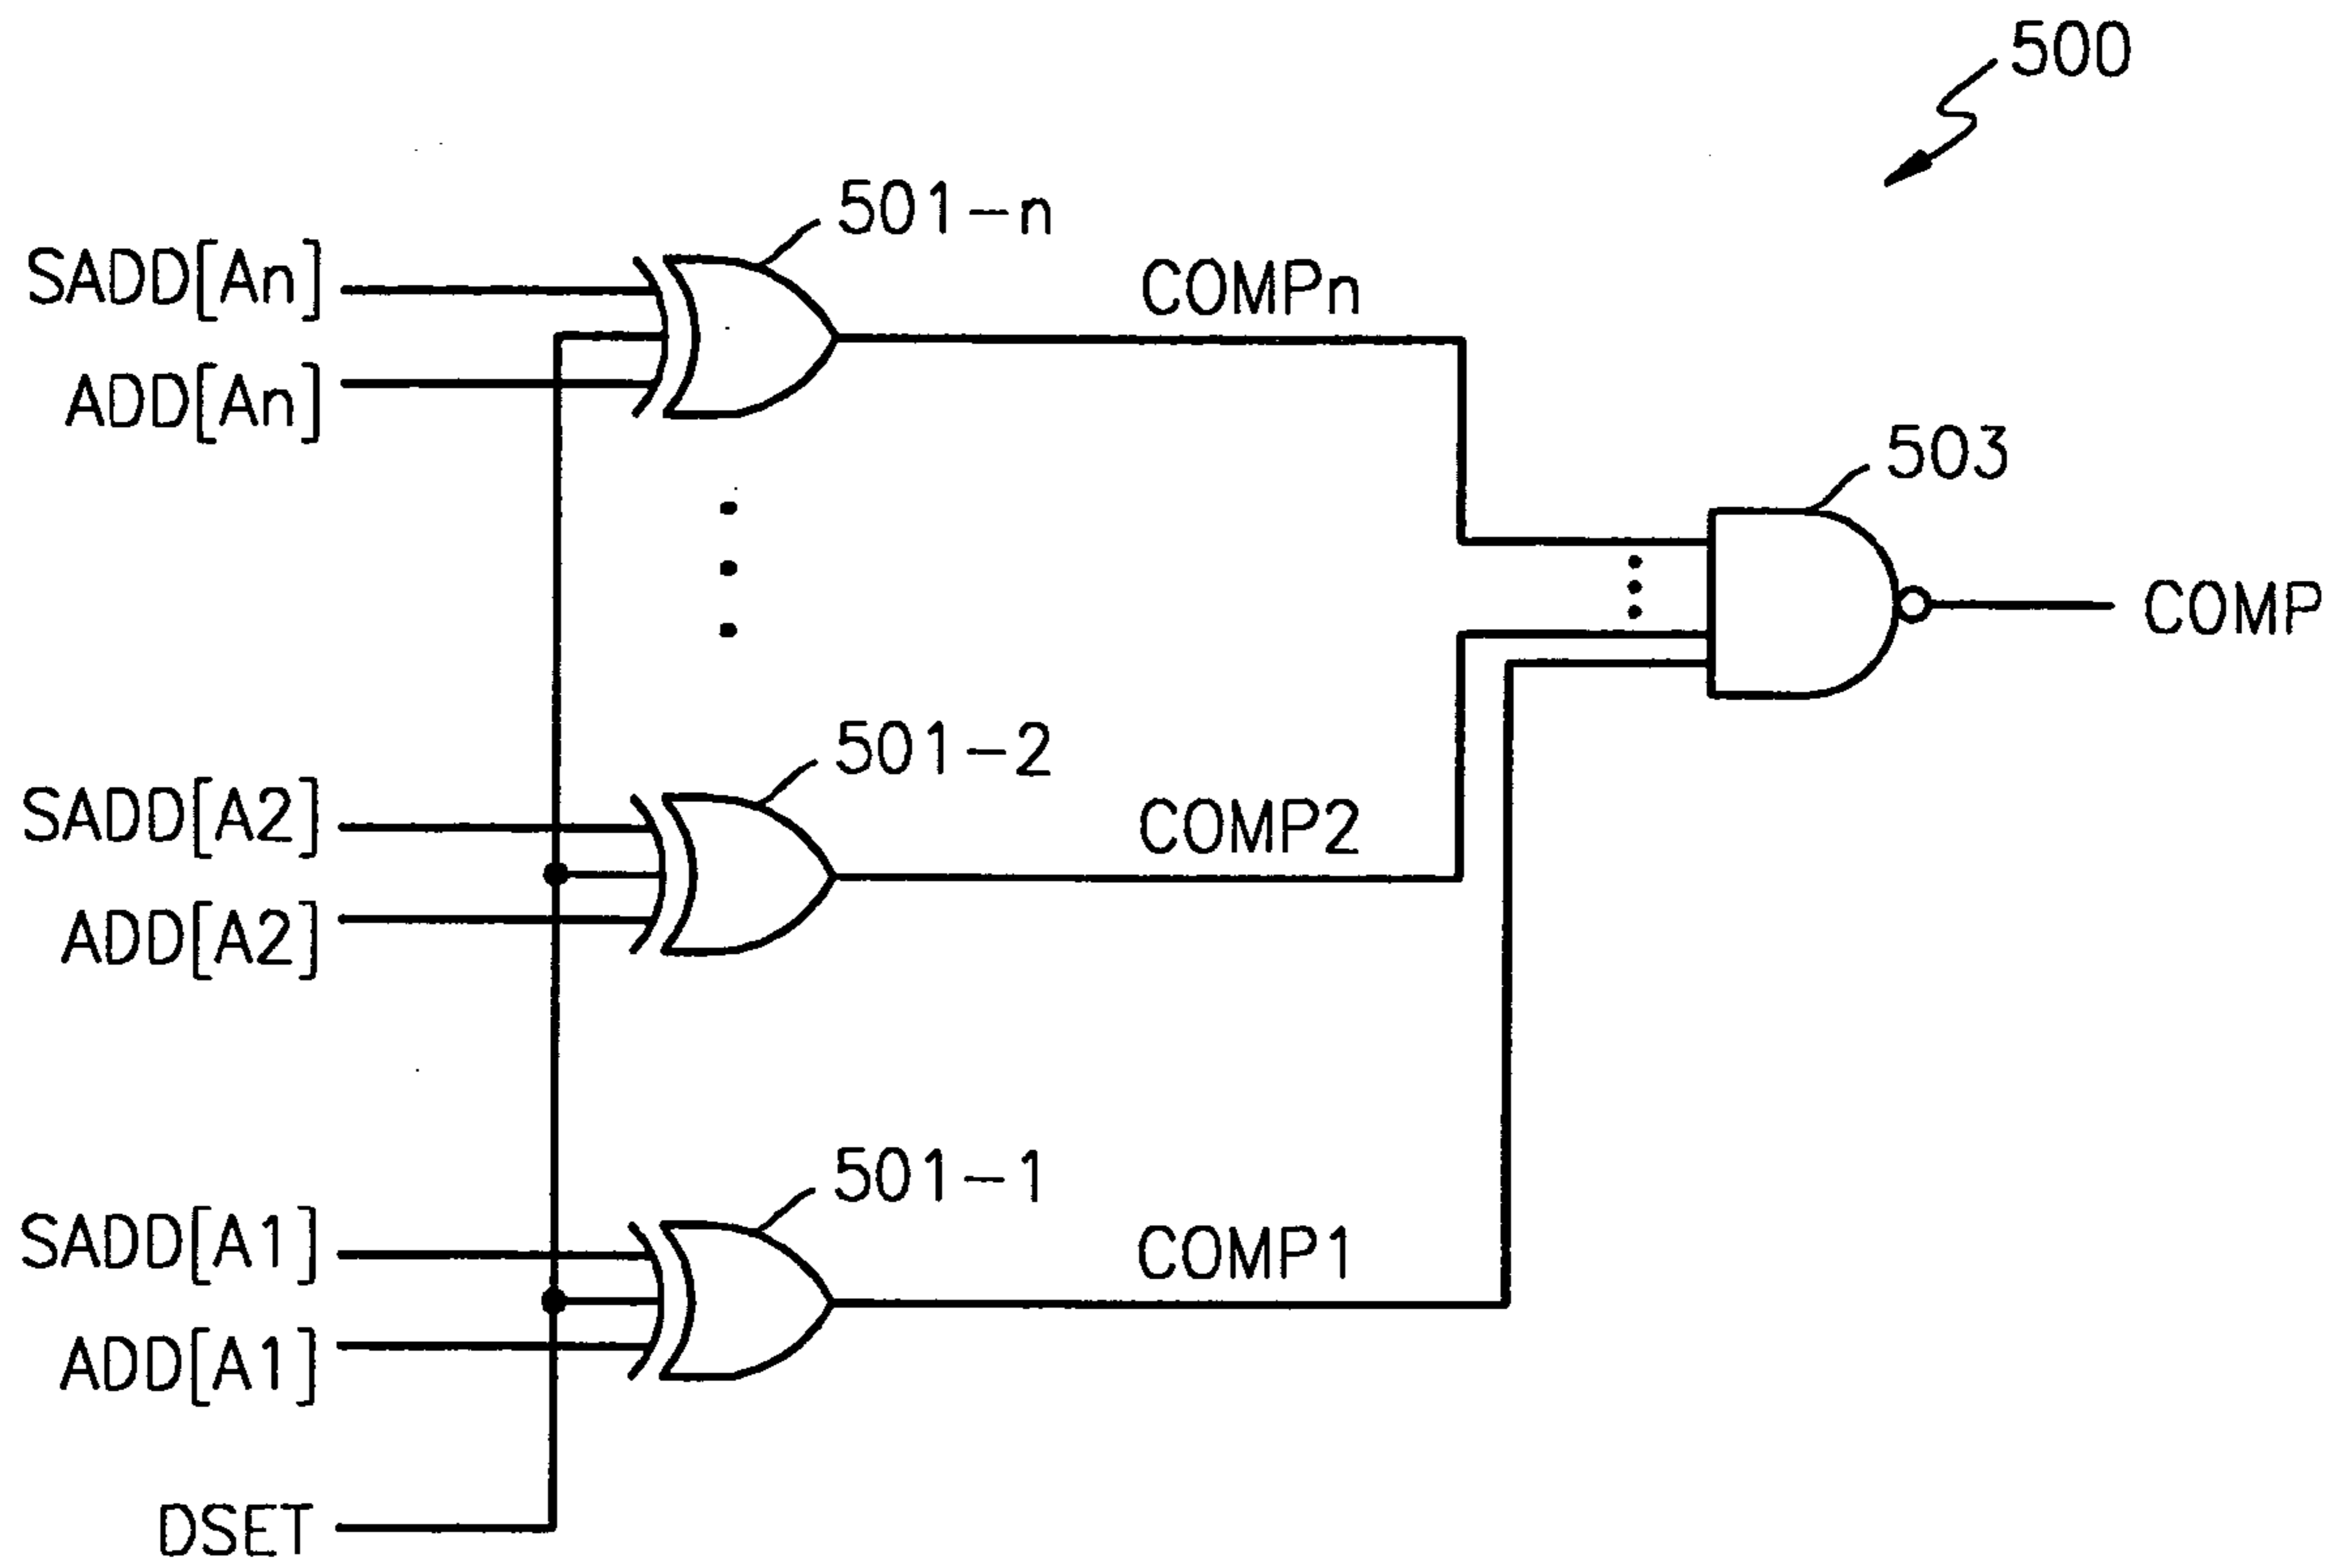 500
501-n
SADD[An]
COMPn
ADD[An]
503
COMP
501-2
SADD[A2]
COMP2
ADD[A2]
501-1
SADD[A1]
COMP1
ADD[A1]
DSET